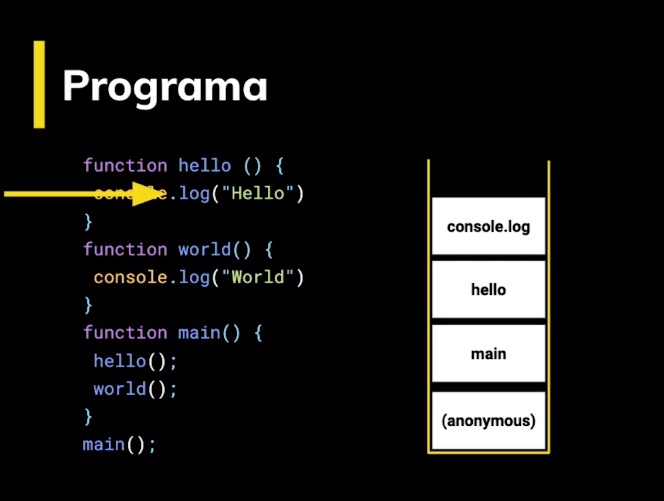 Programa
function hello () {
console.log("Hello")
}
function world() {
console.log("World")
}
function main() {
hello();
world();
}
main();
console.log
hello
main
(anonymous)